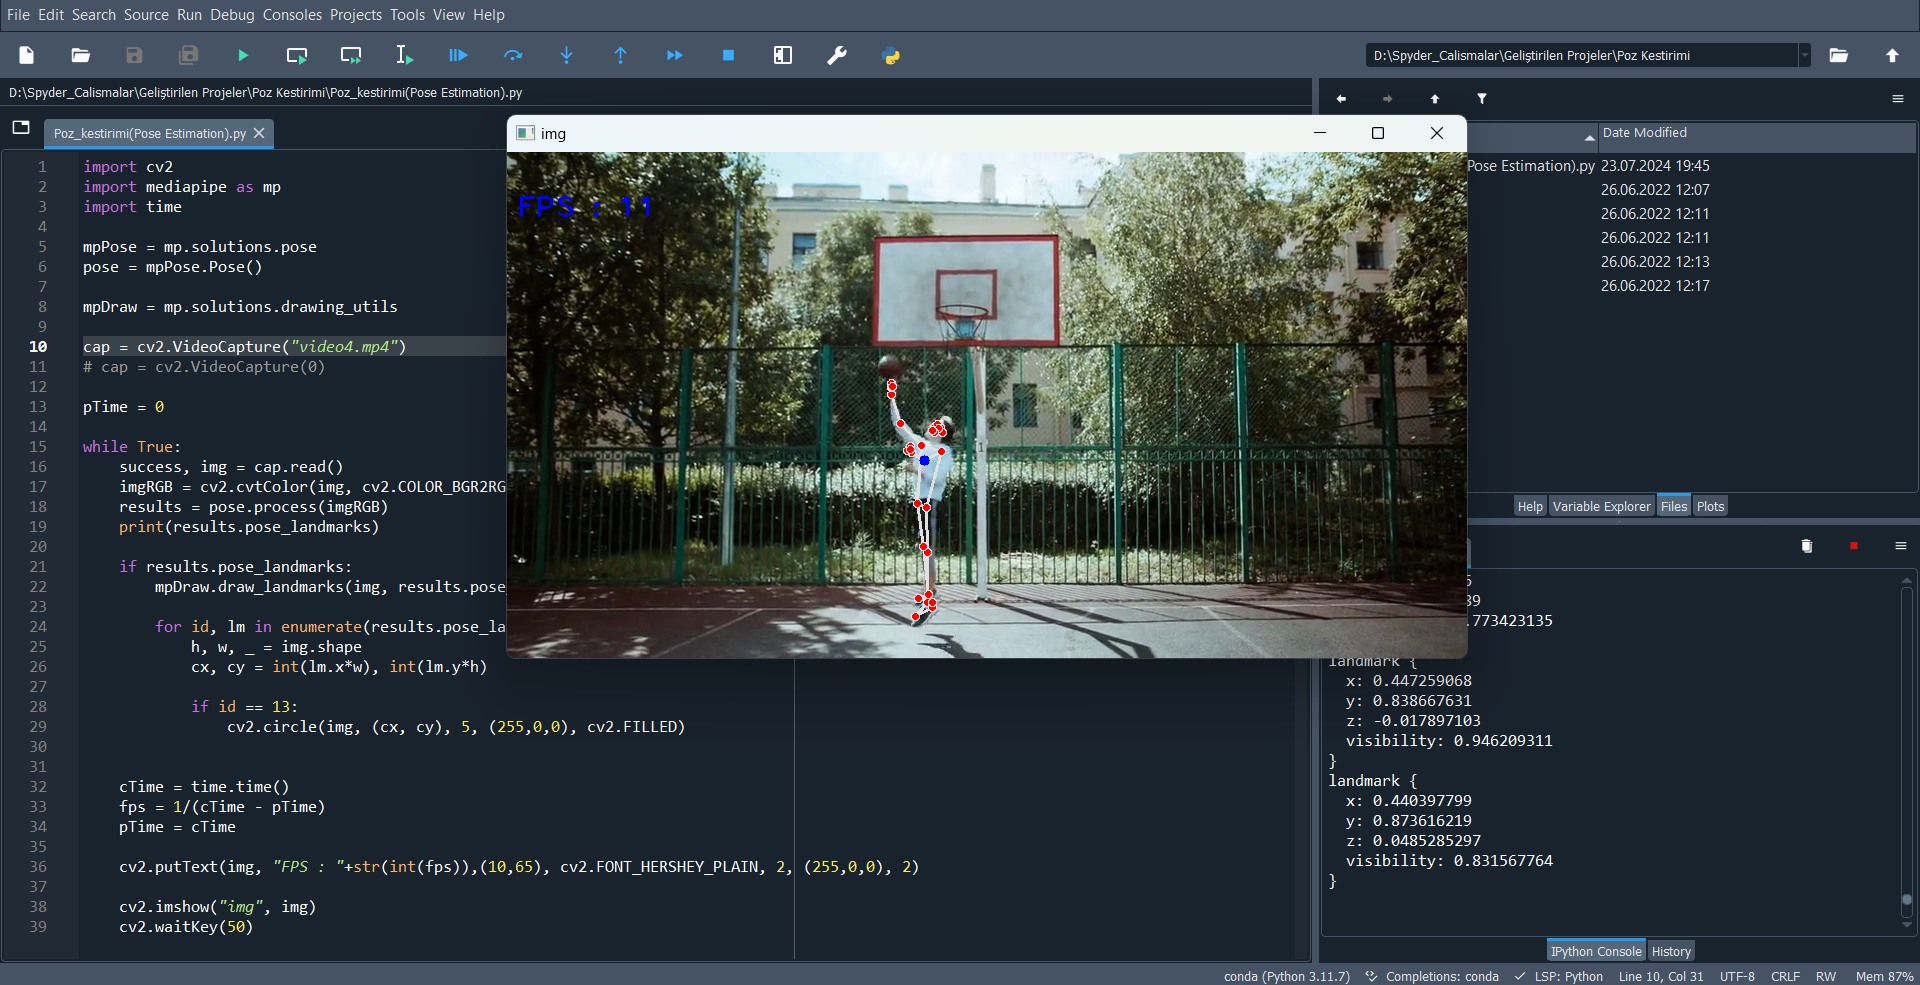 File Edit Search Source Run Debug Consoles Projects Tools View Help
D:\Spyder_Calismalar\Geliştirilen Projeler\Poz Kestirimi
D:\Spyder_Calismalar\Geliştirilen Projeler\Poz Kestirimi\Poz_kestirimi(Pose Estimation).py
Poz_kestirimi(Pose Estimation).py
1 import cv2
2 import mediapipe as mp
3 import time
4
5 mpPose = mp.solutions.pose
6 pose = mpPose.Pose()
7
8 mpDraw = mp.solutions.drawing_utils
9
10 cap = cv2.VideoCapture("video4.mp4")
11 # cap = cv2.VideoCapture(0)
12
13 pTime = 0
14
15 while True:
16 success, img = cap.read()
17 imgRGB = cv2.cvtColor(img, cv2.COLOR_BGR2RG
18 results = pose.process(imgRGB)
19 print(results.pose_landmarks)
20
21 if results.pose_landmarks:
22 mpDraw.draw_landmarks(img, results.pose_
23
24 for id, lm in enumerate(results.pose_la
25 h, w, _ = img.shape
26 cx, cy = int(lm.x*w), int(lm.y*h)
27
28 if id == 13:
29 cv2.circle(img, (cx, cy), 5, (255,0,0), cv2.FILLED)
30
31
32 cTime = time.time()
33 fps = 1/(cTime - pTime)
34 pTime = cTime
35
36 cv2.putText(img, "FPS : "+str(int(fps)),(10,65), cv2.FONT_HERSHEY_PLAIN, 2, (255,0,0), 2)
37
38 cv2.imshow("img", img)
39 cv2.waitKey(50)
img
FPS : 11
1
Date Modified
Pose Estimation).py 23.07.2024 19:45
26.06.2022 12:07
26.06.2022 12:11
26.06.2022 12:11
26.06.2022 12:13
26.06.2022 12:17
Help Variable Explorer Files Plots
39
.773423135
landmark {
x: 0.447259068
y: 0.838667631
z: -0.017897103
visibility: 0.946209311
}
landmark {
x: 0.440397799
y: 0.873616219
z: 0.0485285297
visibility: 0.831567764
}
IPython Console History
conda (Python 3.11.7) Completions: conda LSP: Python Line 10, Col 31 UTF-8 CRLF RW Mem 87%